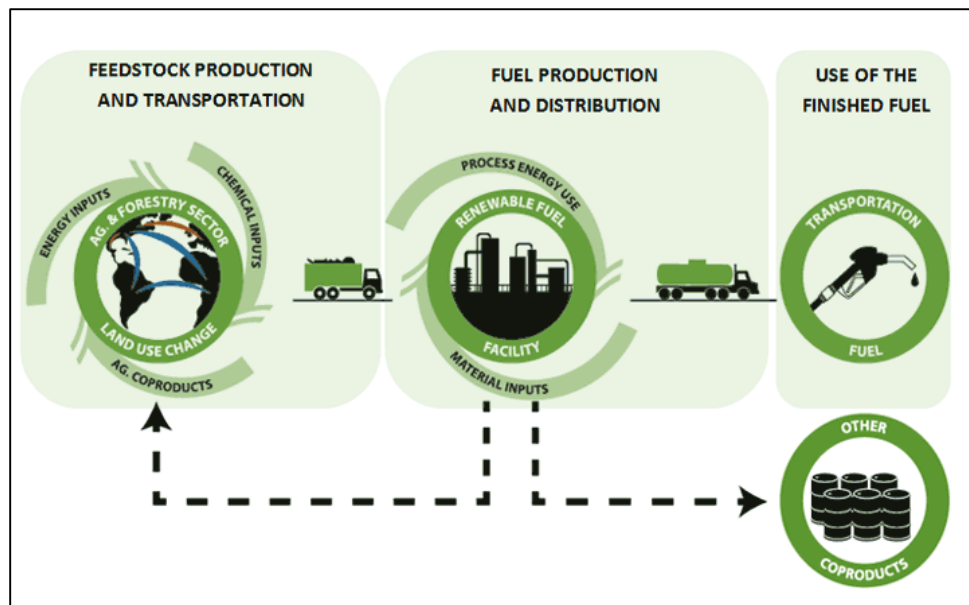 FEEDSTOCK PRODUCTION
AND TRANSPORTATION
FUEL PRODUCTION
AND DISTRIBUTION
USE OF THE
FINISHED FUEL
ENERGY INPUTS
AG. & FORESTRY SECTOR
CHEMICAL INPUTS
LAND USE CHANGE
AG. COPRODUCTS
PROCESS ENERGY USE
RENEWABLE FUEL
FACILITY
MATERIAL INPUTS
TRANSPORTATION
FUEL
OTHER
COPRODUCTS